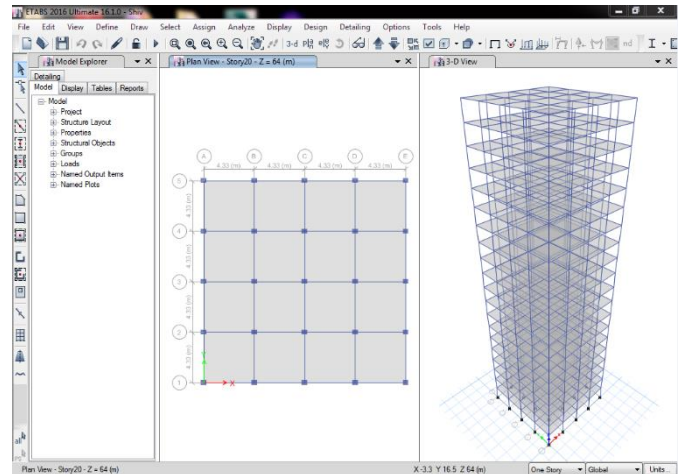 ETABS 2016 Ultimate 16.1.0 - Shiv
File Edit View Define Draw Select Assign Analyze Display Design Detailing Options Tools Help
3-d nd
Model Explorer
Detailing
Model Display Tables Reports
Model
Project
Structure Layout
Properties
Structural Objects
Groups
Loads
Named Output Items
Named Plots
Plan View - Story20 - Z = 64 (m)
A B C D E
4.33 (m) 4.33 (m) 4.33 (m) 4.33 (m)
5
4.33 (m)
4
4.33 (m)
3
4.33 (m)
2
4.33 (m)
1
Y
X
3-D View
all
Plan View - Story20 - Z = 64 (m)
X -3.3 Y 16.5 Z 64 (m)
One Story Global Units...